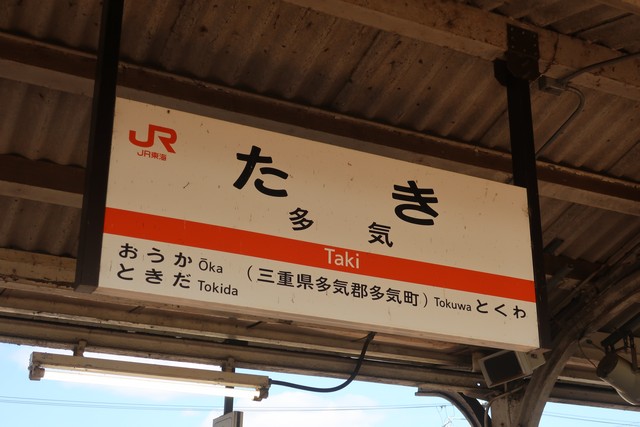 JR
JR東海
たき
多気
Taki
おうか Ōka
ときだ Tokida
(三重県多気郡多気町)
Tokuwa とくわ